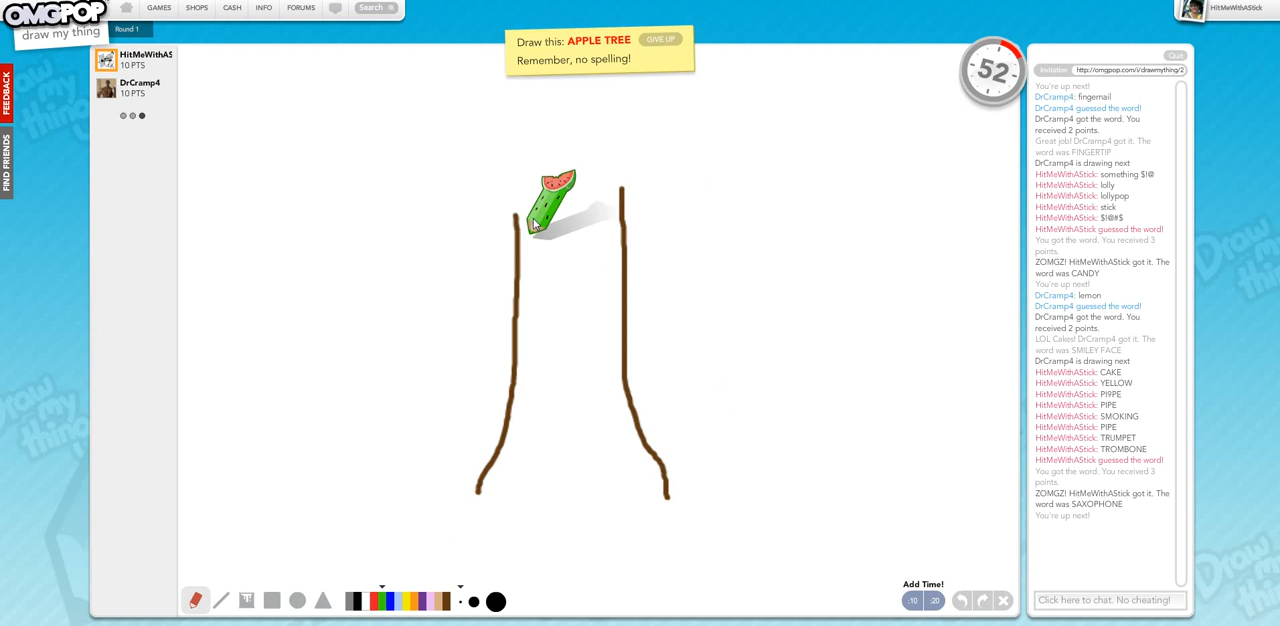 OMGPOP
GAMES SHOPS CASH INFO FORUMS Search
HitMeWithAStick
draw my thing
Round 1
FEEDBACK
FIND FRIENDS
HitMeWithAS
10 PTS
DrCramp4
10 PTS
Draw this: APPLE TREE GIVE UP
Remember, no spelling!
52
Quit
Invitation http://omgpop.com/i/drawmything/2
You're up next!
DrCramp4: fingernail
DrCramp4 guessed the word!
DrCramp4 got the word. You
received 2 points.
Great job! DrCramp4 got it. The
word was FINGERTIP
DrCramp4 is drawing next
HitMeWithAStick: something $!@
HitMeWithAStick: lolly
HitMeWithAStick: lollypop
HitMeWithAStick: stick
HitMeWithAStick: $!@#$
HitMeWithAStick guessed the word!
You got the word. You received 3
points.
ZOMGZ! HitMeWithAStick got it. The
word was CANDY
You're up next!
DrCramp4: lemon
DrCramp4 guessed the word!
DrCramp4 got the word. You
received 2 points.
LOL Cakes! DrCramp4 got it. The
word was SMILEY FACE
DrCramp4 is drawing next
HitMeWithAStick: CAKE
HitMeWithAStick: YELLOW
HitMeWithAStick: PI9PE
HitMeWithAStick: PIPE
HitMeWithAStick: SMOKING
HitMeWithAStick: PIPE
HitMeWithAStick: TRUMPET
HitMeWithAStick: TROMBONE
HitMeWithAStick guessed the word!
You got the word. You received 3
points.
ZOMGZ! HitMeWithAStick got it. The
word was SAXOPHONE
You're up next!
Add Time!
:10 :20
T
Click here to chat. No cheating!
Draw my thing